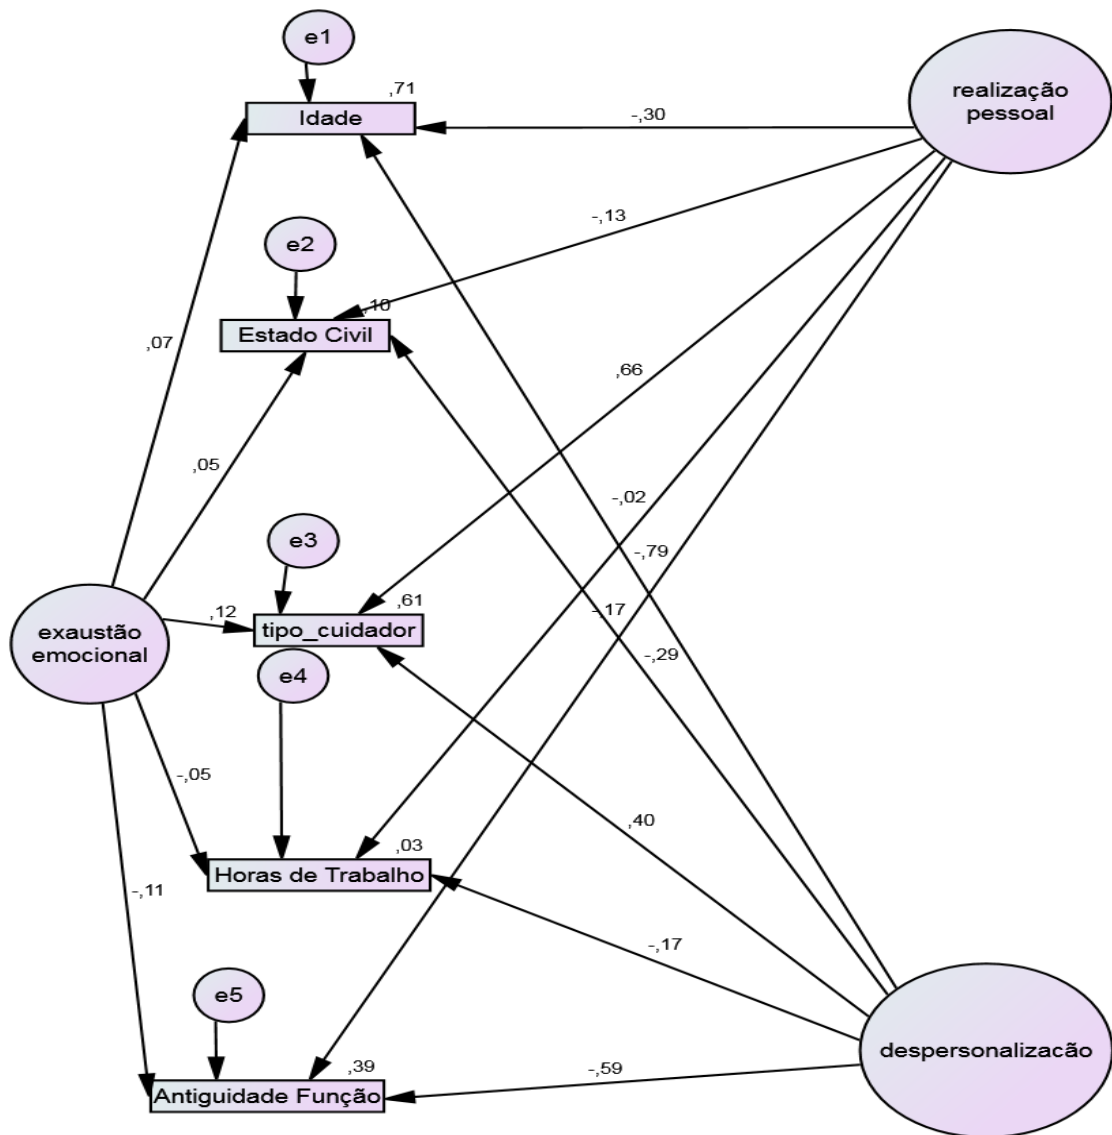 e1
,71
Idade
-,30
realização
pessoal
-,13
e2
,10
Estado Civil
,07
,66
,05
-,02
e3
-,79
,61
-,17
,12
tipo_cuidador
exaustão
emocional
-,29
e4
-,05
,40
,03
Horas de Trabalho
-,11
-,17
e5
despersonalizacão
,39
-,59
Antiguidade Função